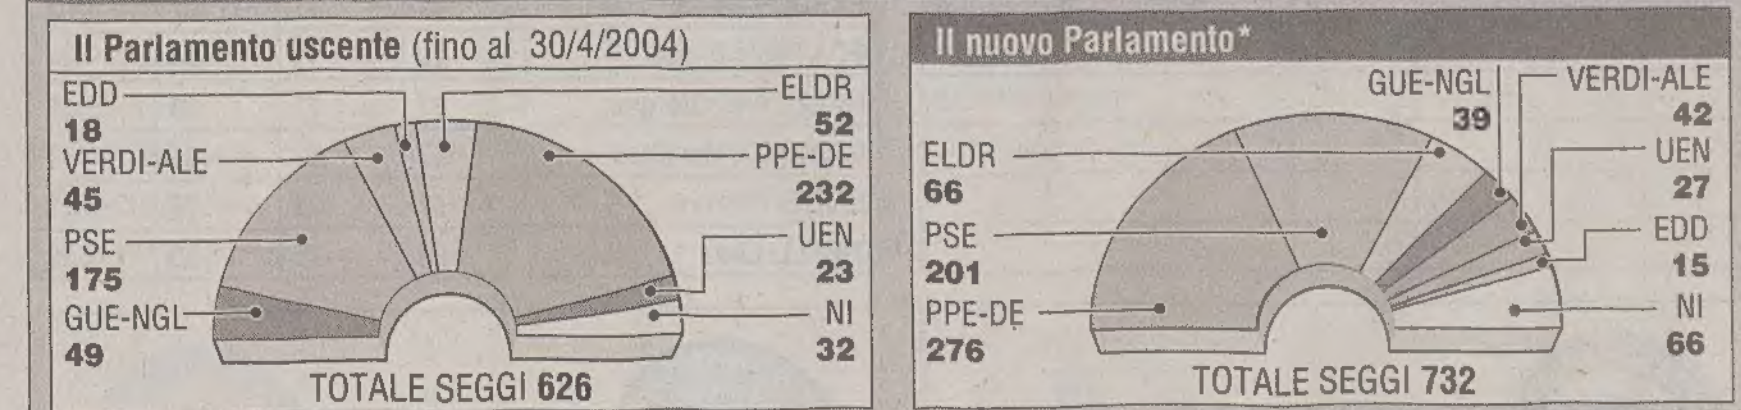 Il Parlamento uscente (fino al 30/4/2004)
EDD
18
VERDI-ALE
45
PSE
175
GUE-NGL
49
ELDR
52
PPE-DE
232
UEN
23
NI
32
TOTALE SEGGI 626
Il nuovo Parlamento*
ELDR
66
PSE
201
PPE-DE
276
GUE-NGL
39
VERDI-ALE
42
UEN
27
EDD
15
NI
66
TOTALE SEGGI 732